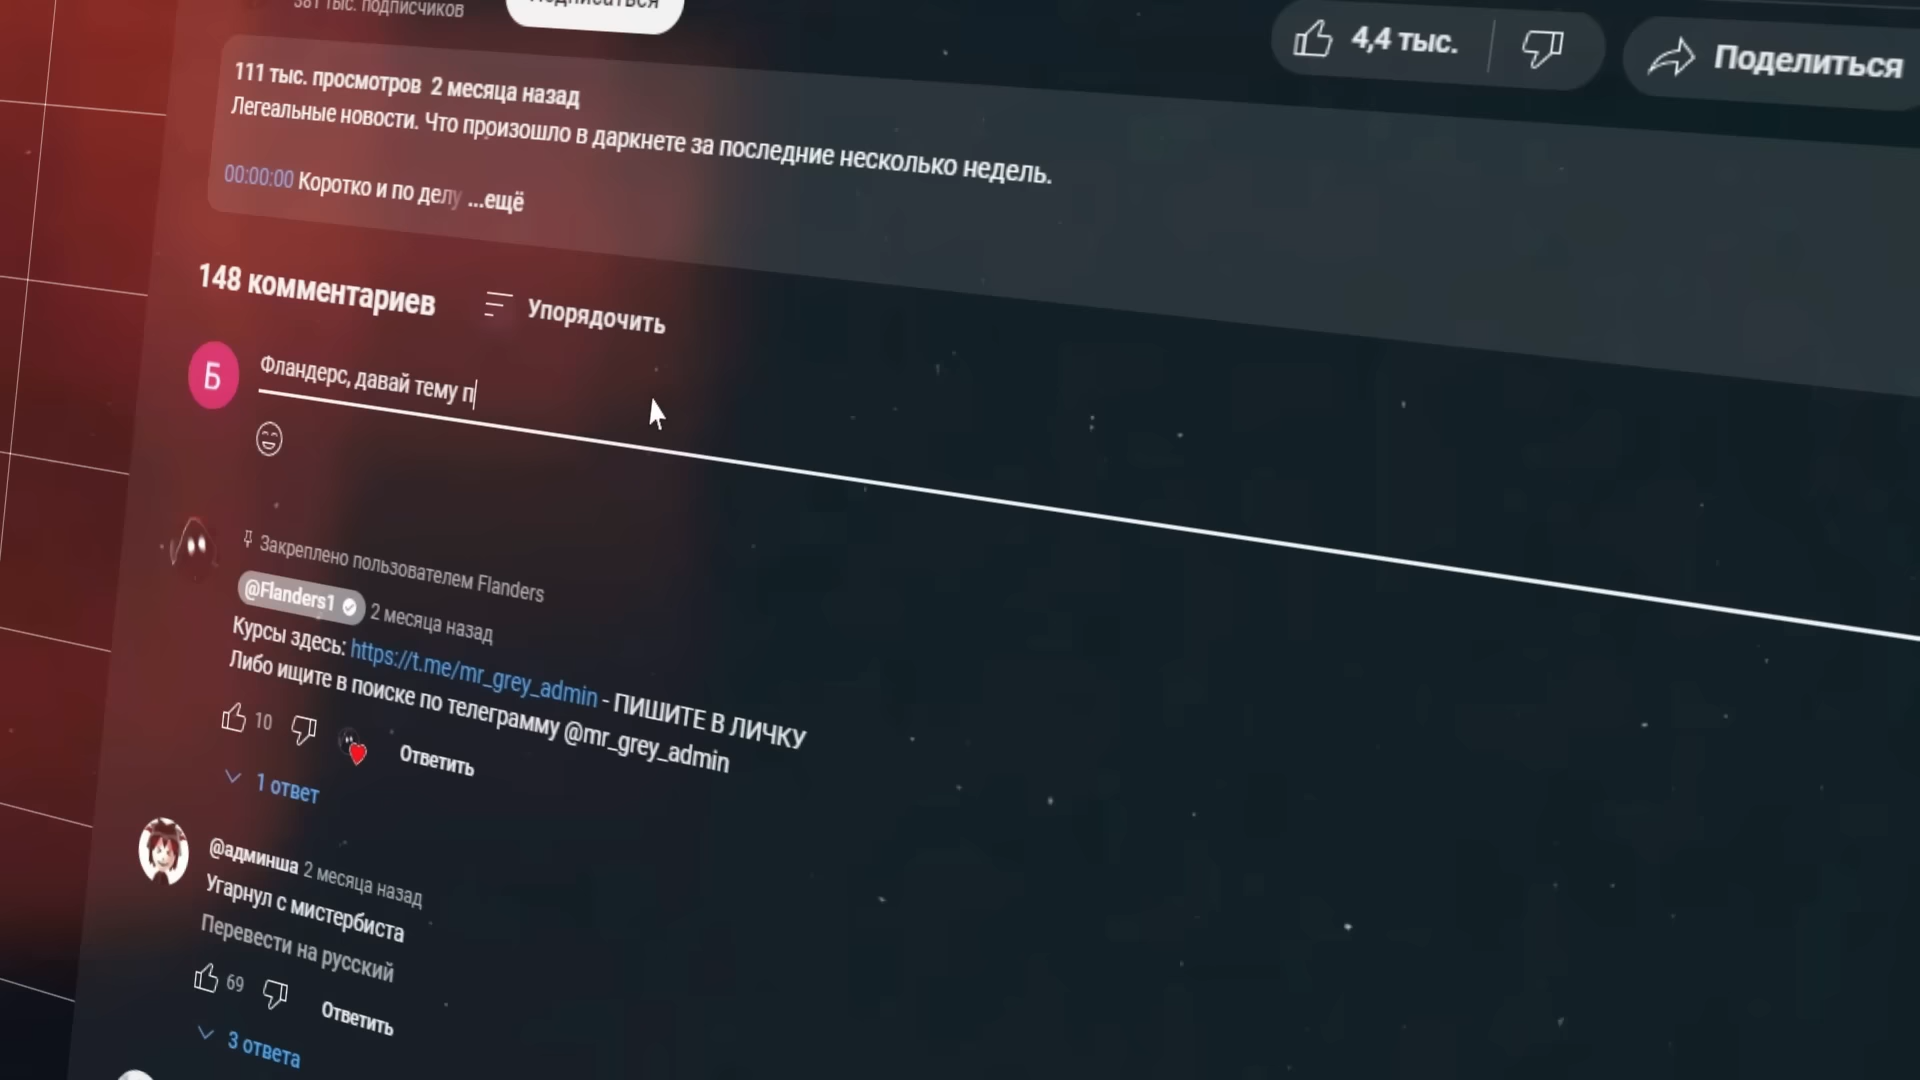 381 тыс. подписчиков
Подписаться
4,4 тыс.
Поделиться
111 тыс. просмотров 2 месяца назад
Легеальные новости. Что произошло в даркнете за последние несколько недель.
00:00:00 Коротко и по делу ...ещё
148 комментариев
Упорядочить
Б
Фландерс, давай тему п
Закреплено пользователем Flanders
@Flanders1 2 месяца назад
Курсы здесь: https://t.me/mr_grey_admin - ПИШИТЕ В ЛИЧКУ
Либо ищите в поиске по телеграмму @mr_grey_admin
10
Ответить
1 ответ
@админша 2 месяца назад
Угарнул с мистербиста
Перевести на русский
69
Ответить
3 ответа